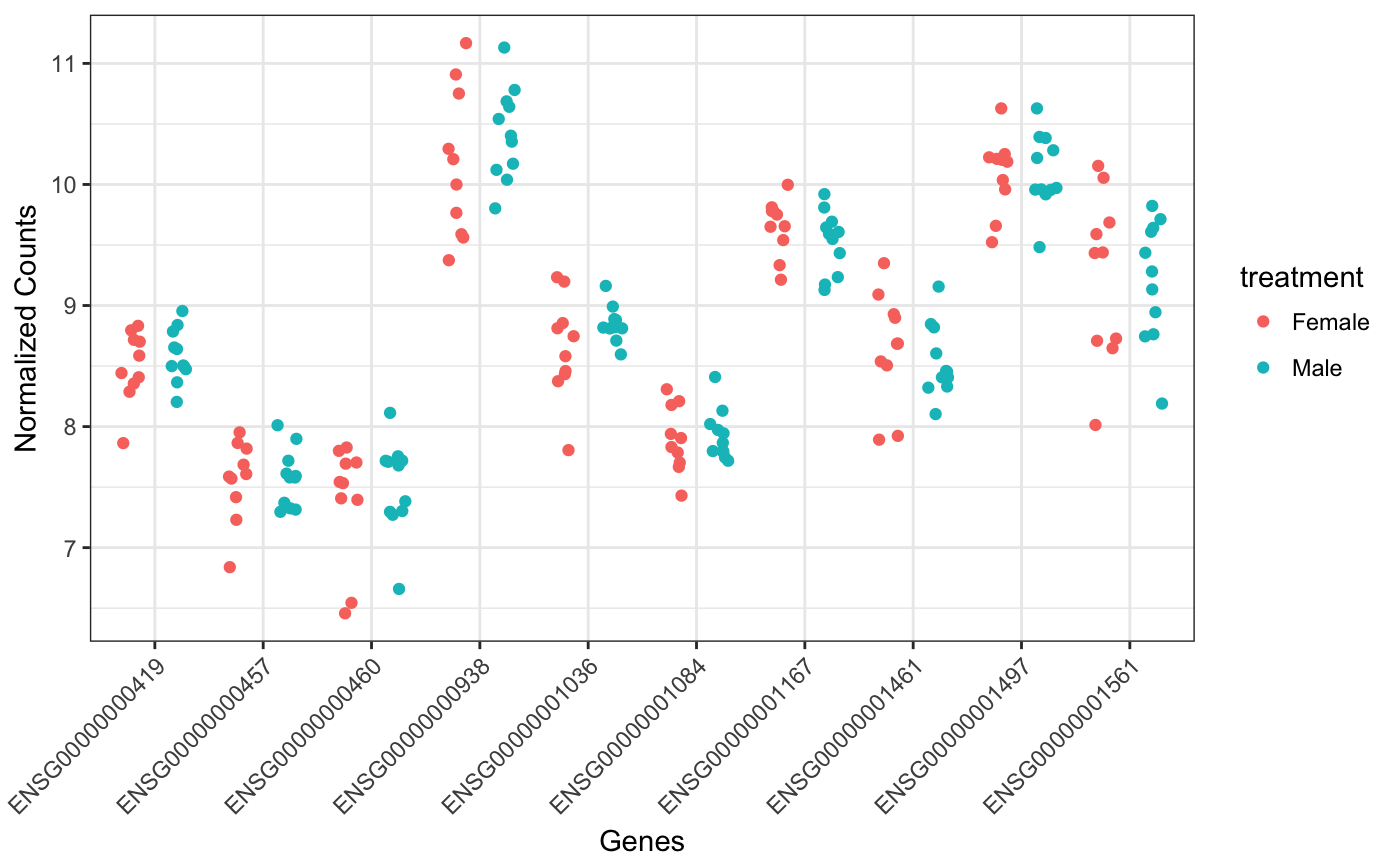 11
10
9
8
7
Normalized Counts
ENSG00000000419
ENSG00000000457
ENSG00000000460
ENSG00000000938
ENSG00000001036
ENSG00000001084
ENSG00000001167
ENSG00000001461
ENSG00000001497
ENSG00000001561
Genes
treatment
Female
Male